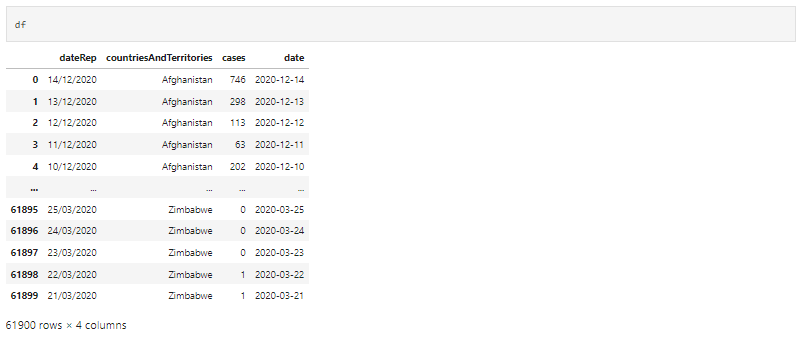 df
dateRep countriesAndTerritories cases date
0 14/12/2020 Afghanistan 746 2020-12-14
1 13/12/2020 Afghanistan 298 2020-12-13
2 12/12/2020 Afghanistan 113 2020-12-12
3 11/12/2020 Afghanistan 63 2020-12-11
4 10/12/2020 Afghanistan 202 2020-12-10
... ... ... ... ...
61895 25/03/2020 Zimbabwe 0 2020-03-25
61896 24/03/2020 Zimbabwe 0 2020-03-24
61897 23/03/2020 Zimbabwe 0 2020-03-23
61898 22/03/2020 Zimbabwe 1 2020-03-22
61899 21/03/2020 Zimbabwe 1 2020-03-21
61900 rows × 4 columns